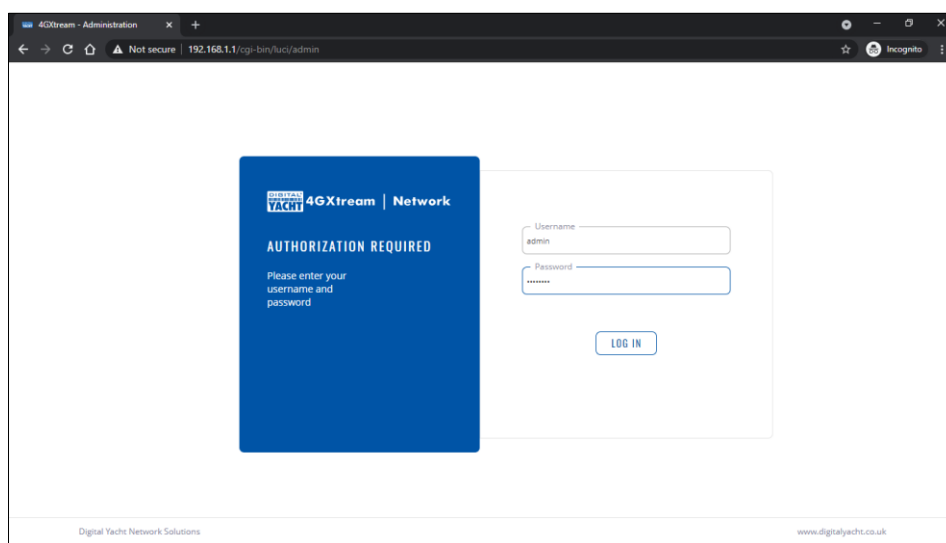 4GXtream - Administration
Not secure | 192.168.1.1/cgi-bin/luci/admin
Incognito
DIGITAL
YACHT
4GXtream | Network
AUTHORIZATION REQUIRED
Please enter your
username and
password
Username
admin
Password
••••••••
LOG IN
Digital Yacht Network Solutions
www.digitalyacht.co.uk